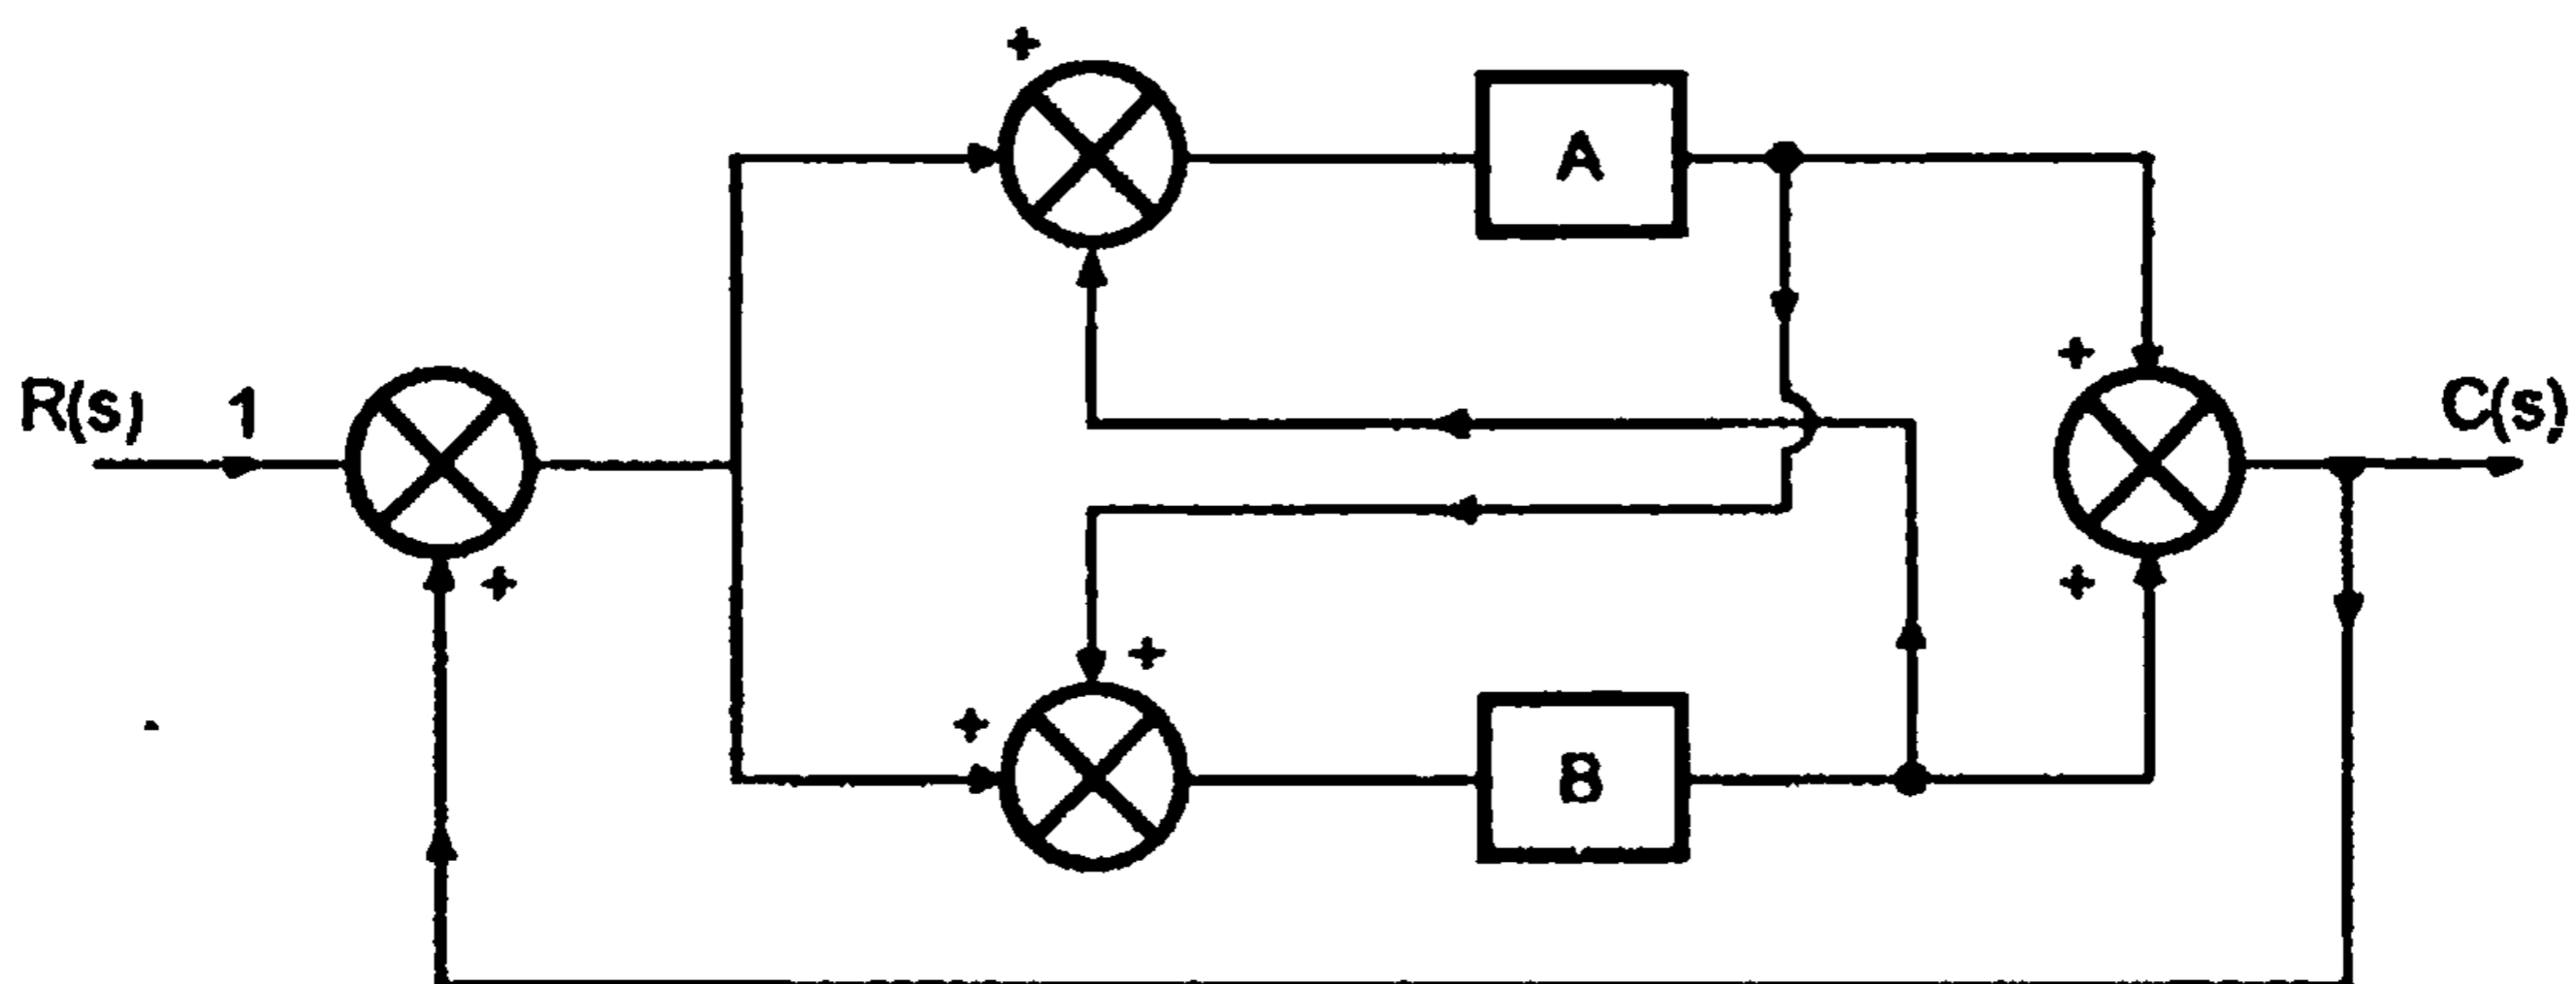 +
A
R(s) 1
+
C(s)
+
+
+
+
B